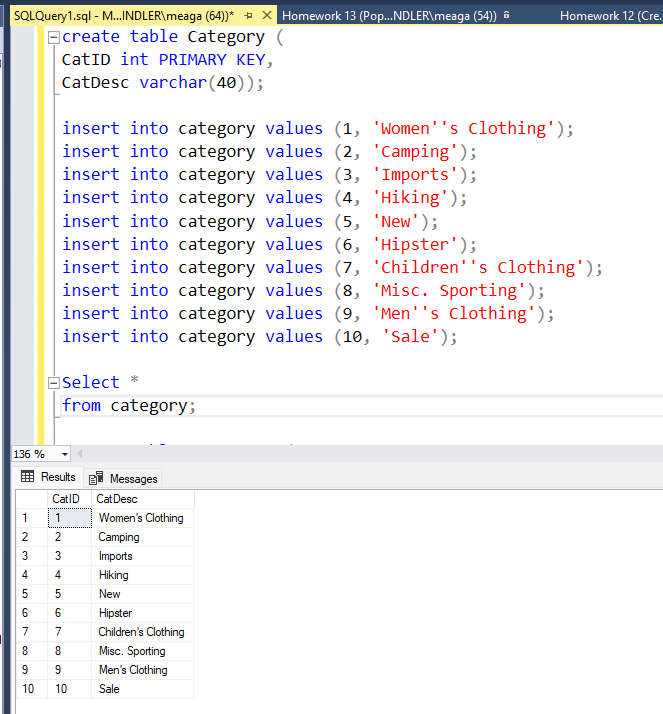 SQLQuery1.sql - M...INDLER\meaga (64))* Homework 13 (Pop...NDLER\meaga (54)) Homework 12 (Cre.
create table Category (
CatID int PRIMARY KEY,
CatDesc varchar(40));
insert into category values (1, 'Women''s Clothing');
insert into category values (2, 'Camping');
insert into category values (3, 'Imports');
insert into category values (4, 'Hiking');
insert into category values (5, 'New');
insert into category values (6, 'Hipster');
insert into category values (7, 'Children''s Clothing');
insert into category values (8, 'Misc. Sporting');
insert into category values (9, 'Men''s Clothing');
insert into category values (10, 'Sale');
Select *
from category;
136 %
Results Messages
CatID CatDesc
1 1 Women's Clothing
2 2 Camping
3 3 Imports
4 4 Hiking
5 5 New
6 6 Hipster
7 7 Children's Clothing
8 8 Misc. Sporting
9 9 Men's Clothing
10 10 Sale